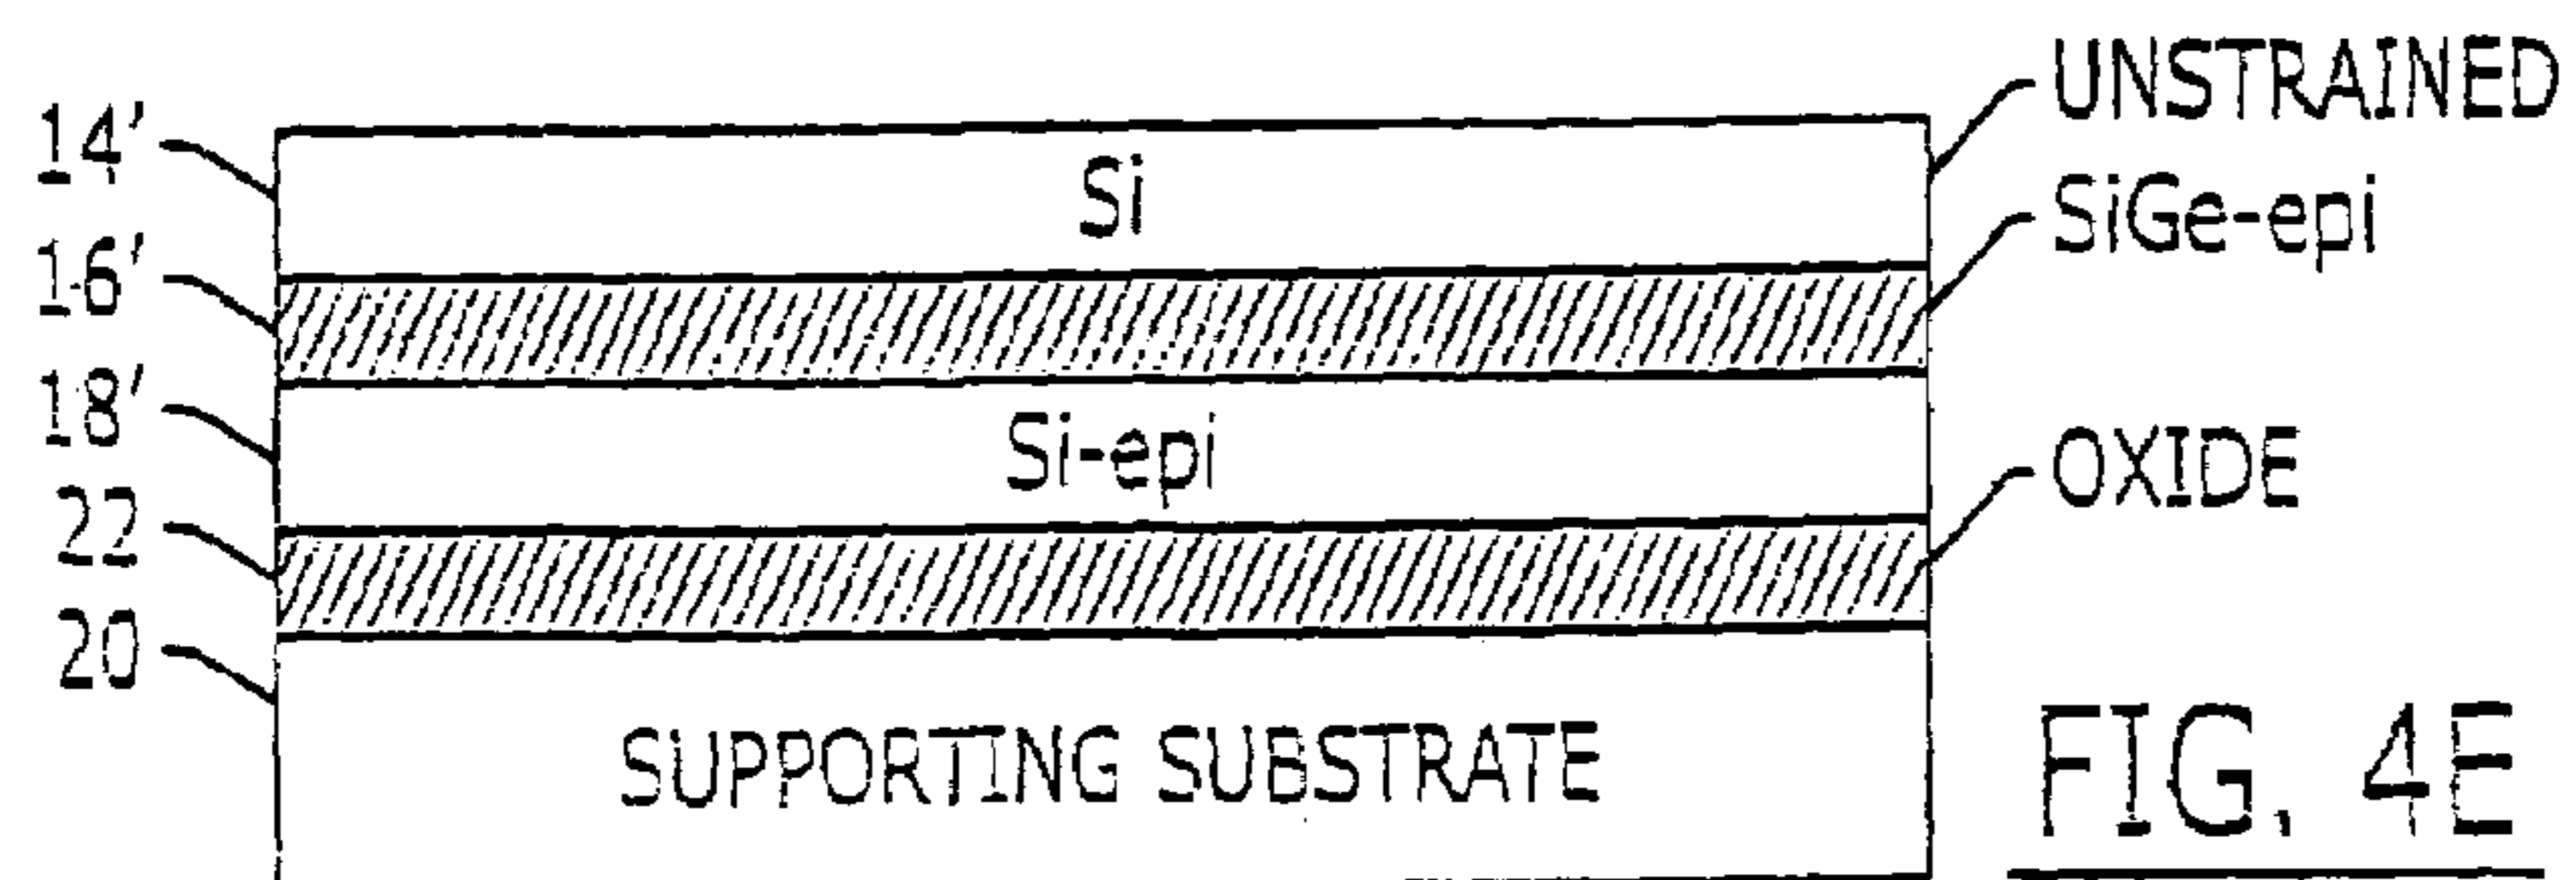 UNSTRAINED
14'
Si
SiGe-epi
16'
18'
Si-epi
OXIDE
22
20
SUPPORTING SUBSTRATE
FIG. 4E